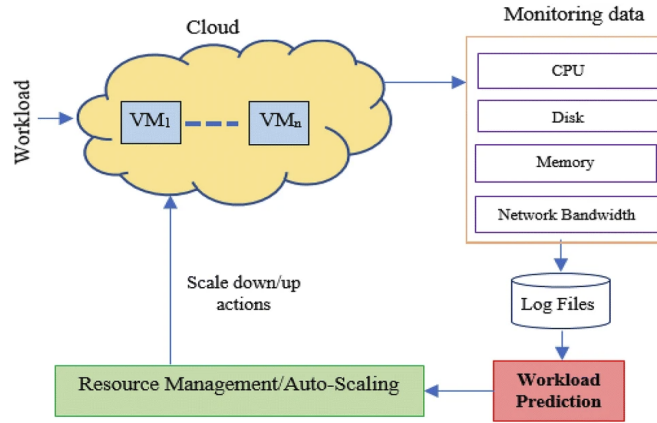 Cloud
Monitoring data
Workload
VM1
VMn
CPU
Disk
Memory
Network Bandwidth
Scale down/up
actions
Log Files
Resource Management/Auto-Scaling
Workload
Prediction